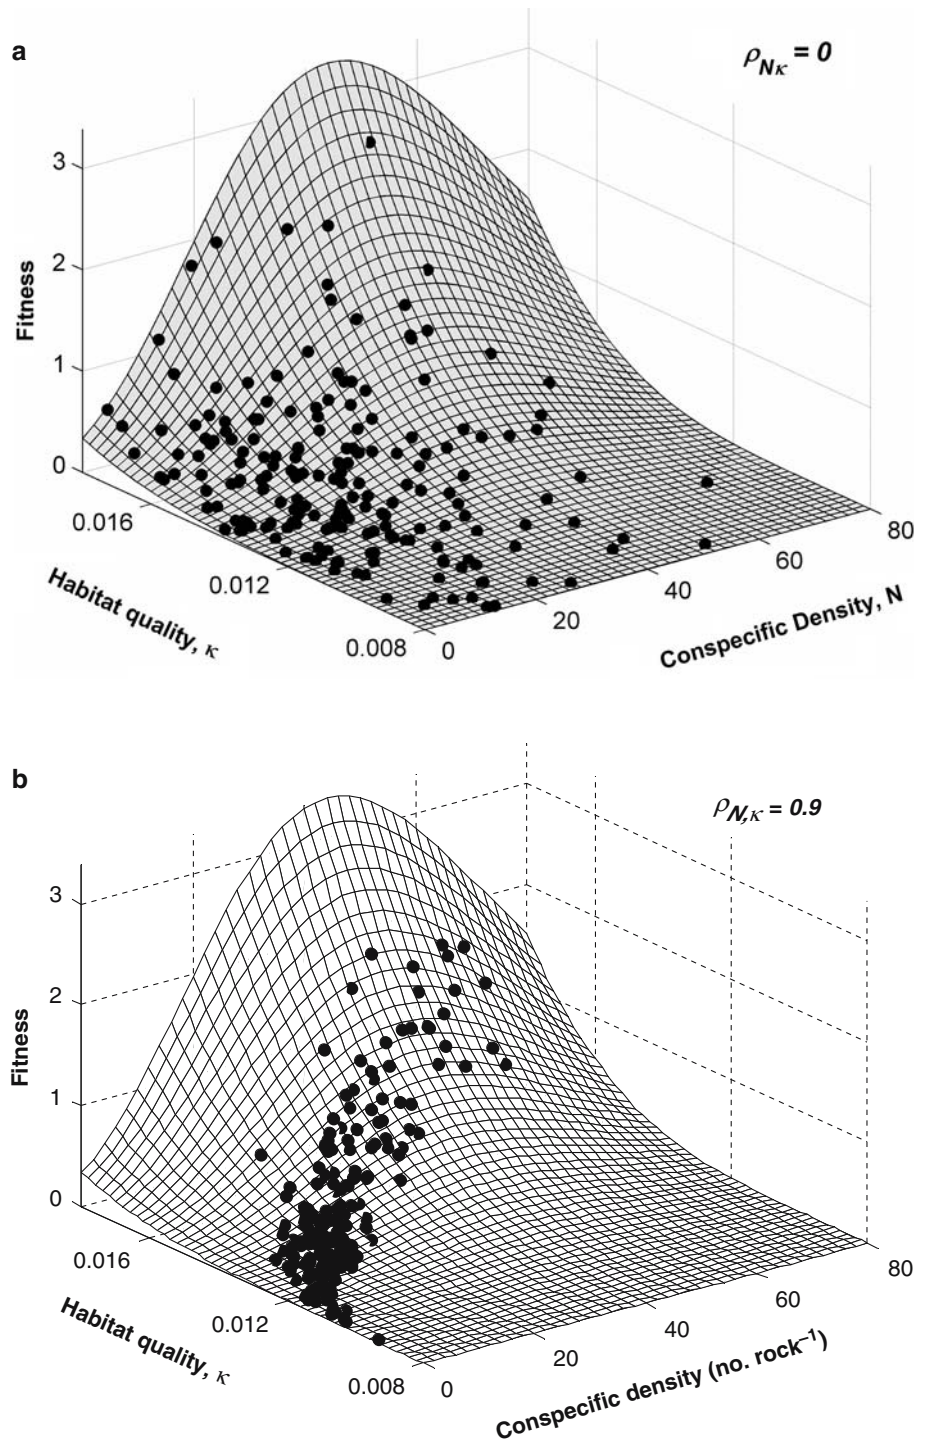 a
ρNκ = 0
Fitness
3
2
1
0
0.016
0.012
0.008
Habitat quality, κ
0
20
40
60
80
Conspecific Density, N
b
ρN,κ = 0.9
Fitness
3
2
1
0
0.016
0.012
0.008
Habitat quality, κ
0
20
40
60
80
Conspecific density (no. rock⁻¹)